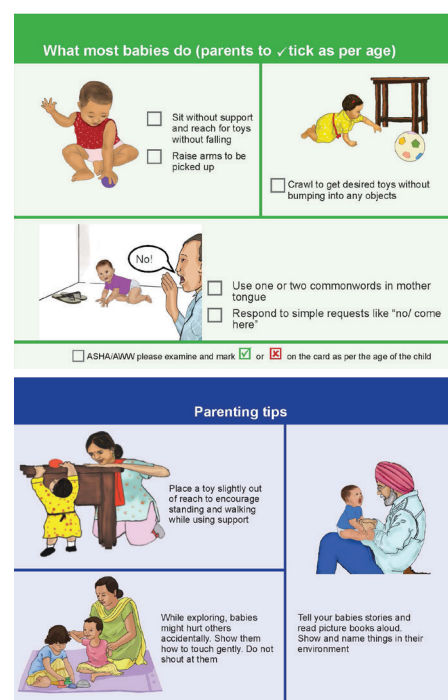 What most babies do (parents to ✓tick as per age)
Sit without support
and reach for toys
without falling
Raise arms to be
picked up
Crawl to get desired toys without
bumping into any objects
No!
Use one or two commonwords in mother
tongue
Respond to simple requests like “no/ come
here”
ASHA/AWW please examine and mark ☑ or ☒ on the card as per the age of the child
Parenting tips
Place a toy slightly out
of reach to encourage
standing and walking
while using support
While exploring, babies
might hurt others
accidentally. Show them
how to touch gently. Do not
shout at them
Tell your babies stories and
read picture books aloud.
Show and name things in their
environment